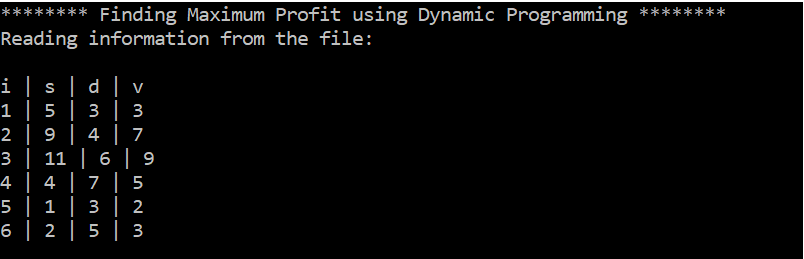 ******** Finding Maximum Profit using Dynamic Programming ********
Reading information from the file:
i | s | d | v
1 | 5 | 3 | 3
2 | 9 | 4 | 7
3 | 11 | 6 | 9
4 | 4 | 7 | 5
5 | 1 | 3 | 2
6 | 2 | 5 | 3